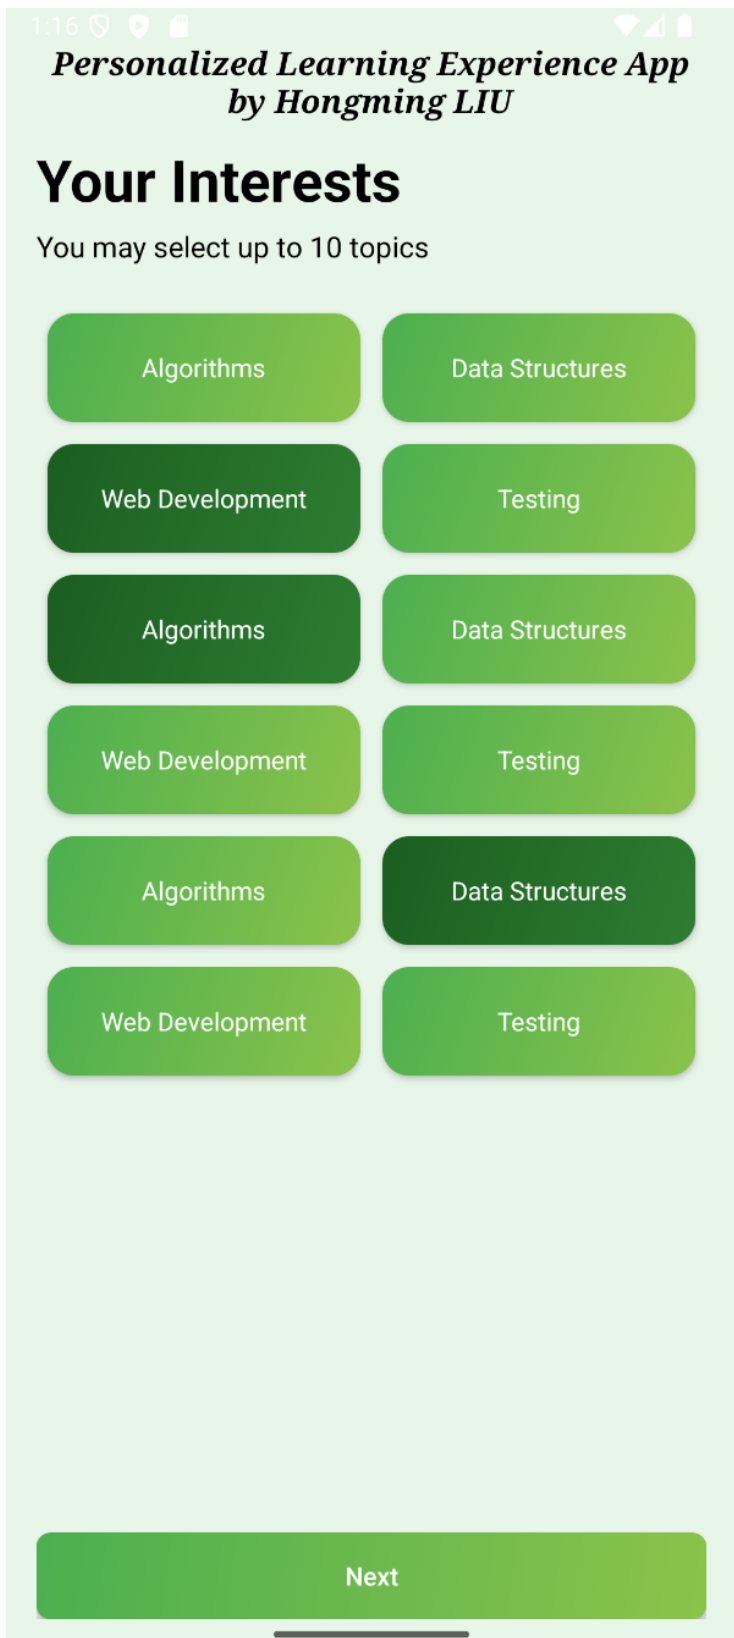 1:16
Personalized Learning Experience App
by Hongming LIU
Your Interests
You may select up to 10 topics
Algorithms
Data Structures
Web Development
Testing
Algorithms
Data Structures
Web Development
Testing
Algorithms
Data Structures
Web Development
Testing
Next